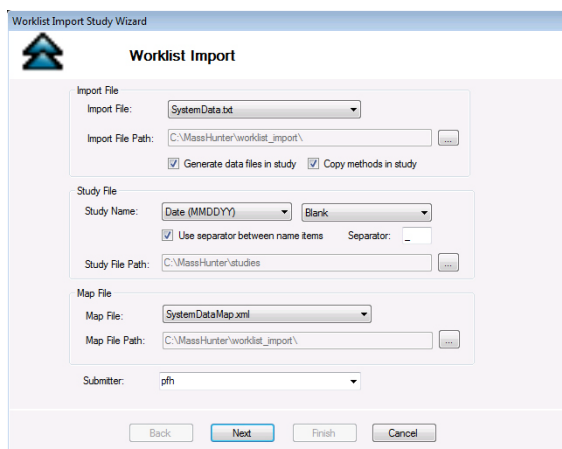 Worklist Import Study Wizard
Worklist Import
Import File
Import File: SystemData.txt
Import File Path: C:\MassHunter\worklist_import\ ...
Generate data files in study Copy methods in study
Study File
Study Name: Date (MMDDYY) Blank
Use separator between name items Separator: _
Study File Path: C:\MassHunter\studies ...
Map File
Map File: SystemDataMap.xml
Map File Path: C:\MassHunter\worklist_import\ ...
Submitter: pfh
Back Next Finish Cancel